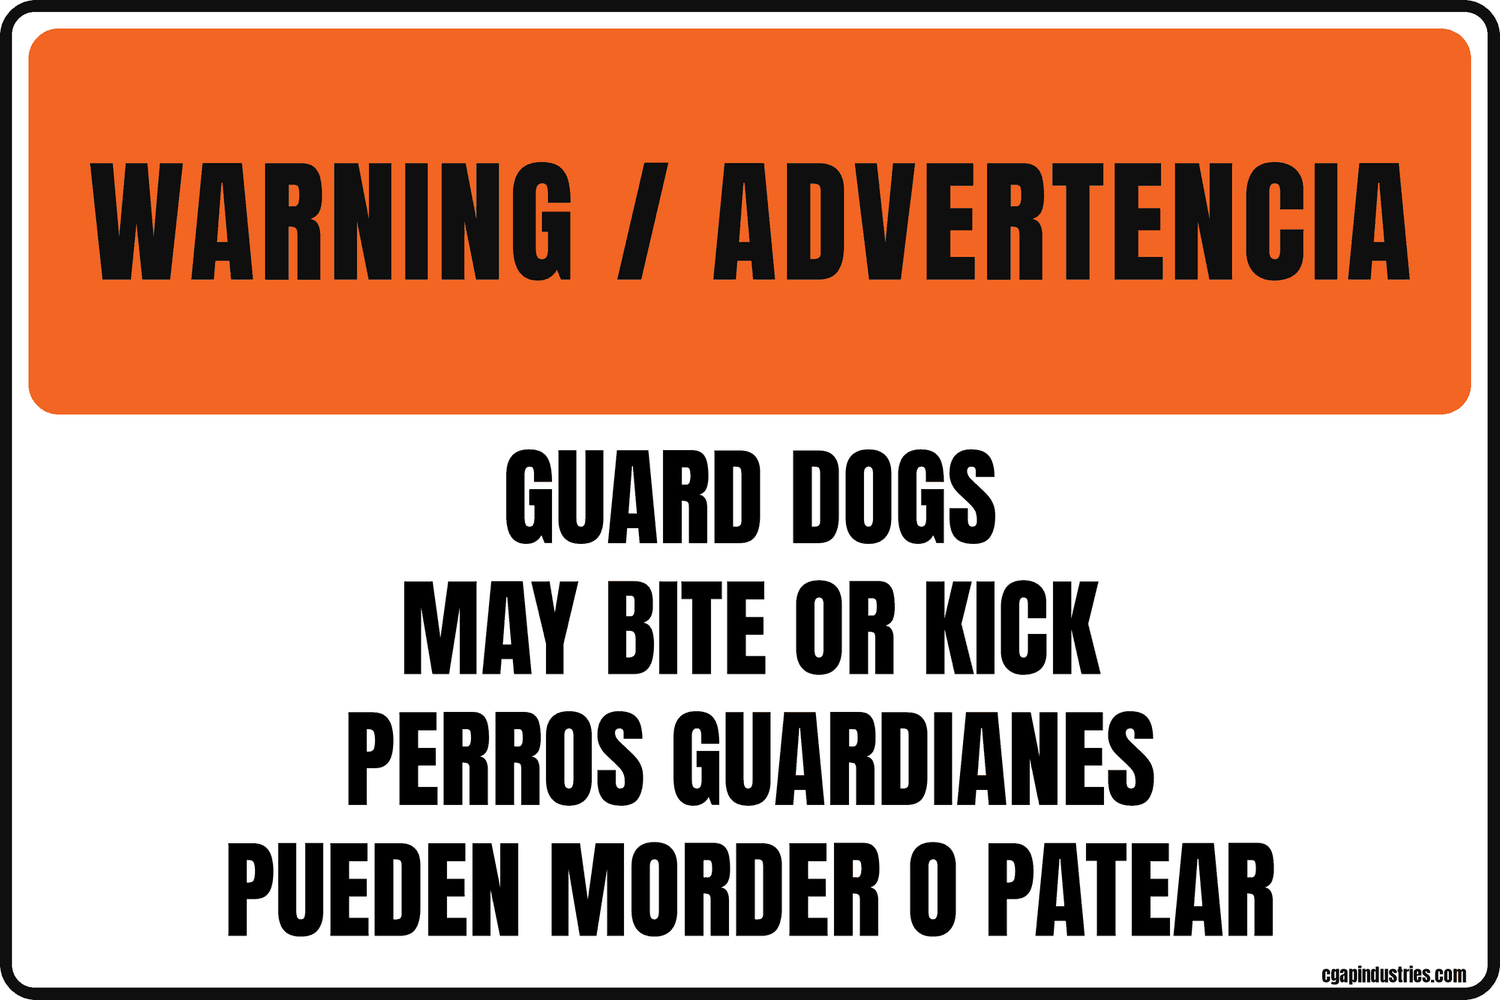 WARNING / ADVERTENCIA
GUARD DOGS
MAY BITE OR KICK
PERROS GUARDIANES
PUEDEN MORDER O PATEAR
cgapindustries.com